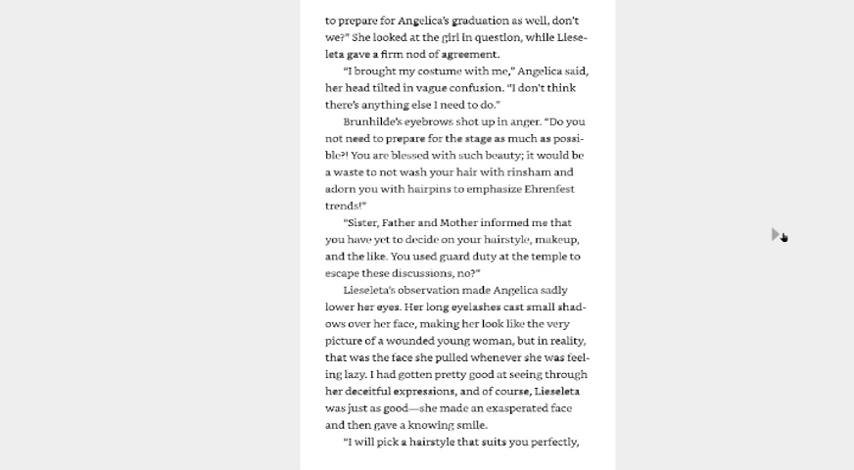 to prepare for Angelica's graduation as well, don't
we?" She looked at the girl in question, while Liese-
leta gave a firm nod of agreement.
"I brought my costume with me," Angelica said,
her head tilted in vague confusion. "I don't think
there's anything else I need to do."
Brunhilde's eyebrows shot up in anger. "Do you
not need to prepare for the stage as much as possi-
ble?! You are blessed with such beauty; it would be
a waste to not wash your hair with rinsham and
adorn you with hairpins to emphasize Ehrenfest
trends!"
"Sister, Father and Mother informed me that
you have yet to decide on your hairstyle, makeup,
and the like. You used guard duty at the temple to
escape these discussions, no?"
Lieseleta's observation made Angelica sadly
lower her eyes. Her long eyelashes cast small shad-
ows over her face, making her look like the very
picture of a wounded young woman, but in reality,
that was the face she pulled whenever she was feel-
ing lazy. I had gotten pretty good at seeing through
her deceitful expressions, and of course, Lieseleta
was just as good—she made an exasperated face
and then gave a knowing smile.
"I will pick a hairstyle that suits you perfectly,